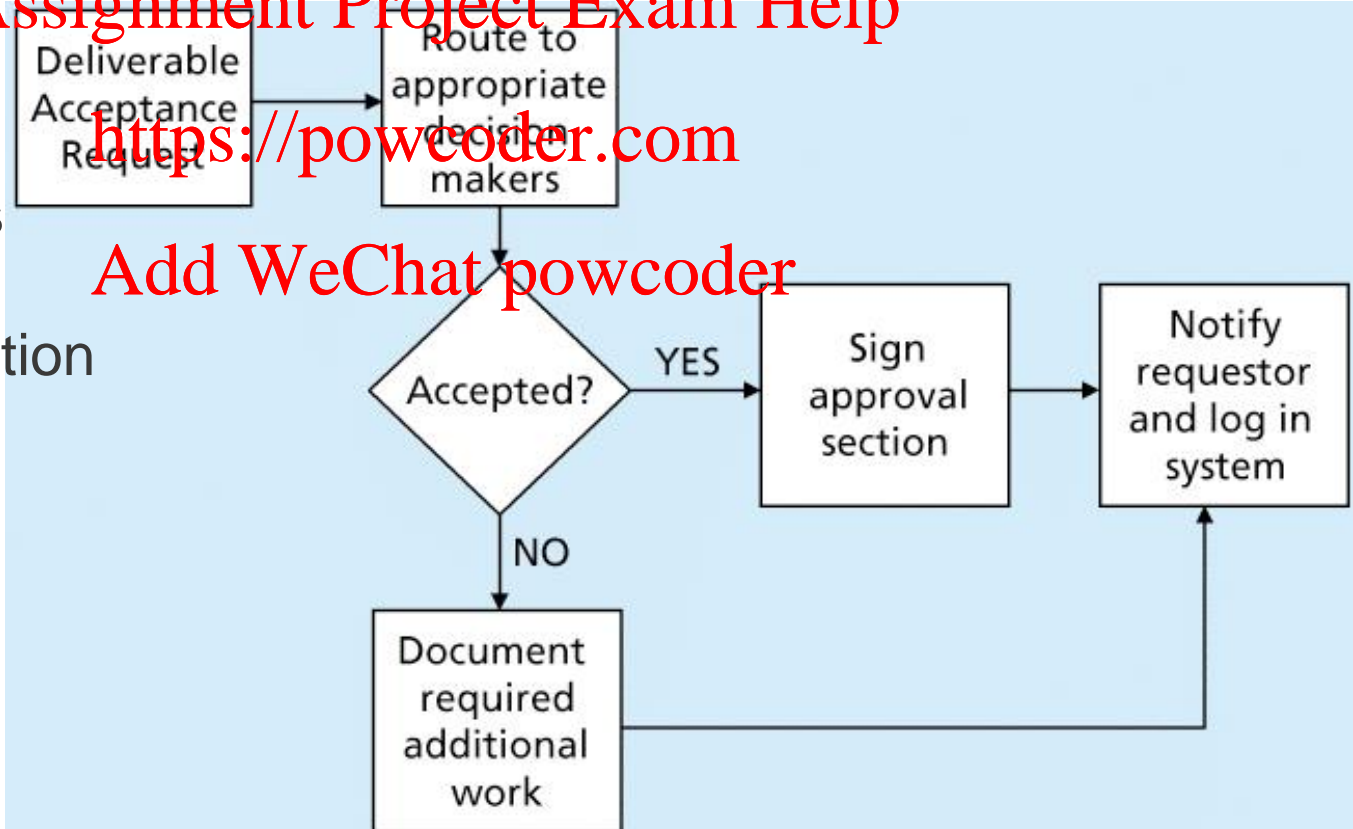 Assignment Project Exam Help
https://powcoder.com
Add WeChat powcoder
Deliverable
Acceptance
Request
Route to
appropriate
decision
makers
tion
Accepted?
YES
Sign
approval
section
Notify
requestor
and log in
system
NO
Document
required
additional
work